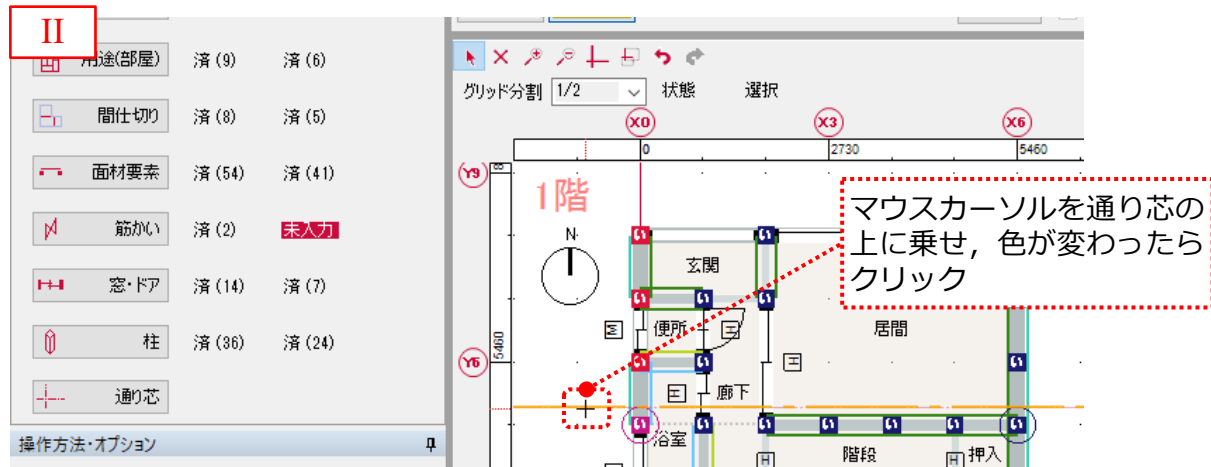 II
用途(部屋) 済(9) 済(6)
間仕切り 済(8) 済(5)
面材要素 済(54) 済(41)
筋かい 済(2) 未入力
窓・ドア 済(14) 済(7)
柱 済(36) 済(24)
通り芯
操作方法・オプション
グリッド分割 1/2 状態 選択
X0 X3 X6
0 2730 5460
Y9
1階
N
マウスカーソルを通り芯の
上に乗せ，色が変わったら
クリック
玄関
M 便所 H 居間
5460
Y6 H
H 廊下
浴室
H 階段 H 押入